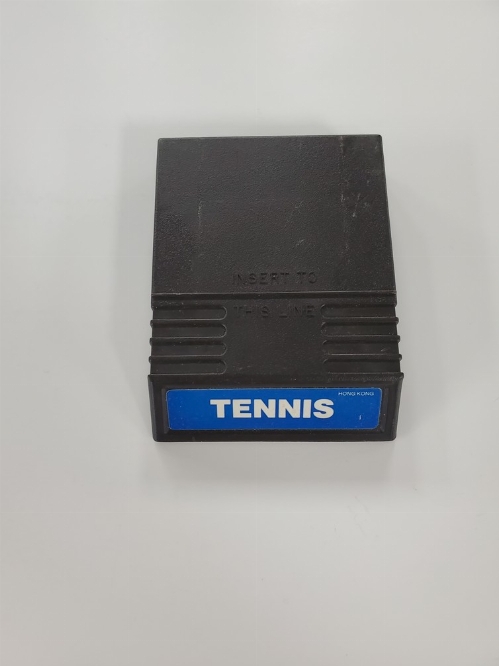 INSERT TO
THIS LINE
HONG KONG
TENNIS